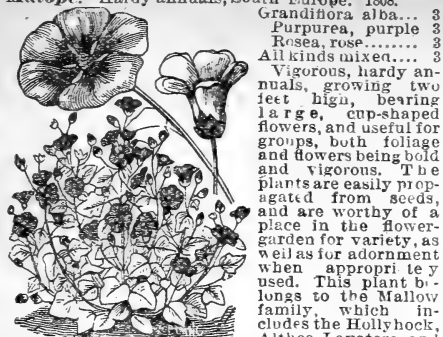 Hardy annuals, South Europe. 1808.
Grandiflora alba... 3
Purpurea, purple 3
Rosea, rose........ 3
All kinds mixed.... 3
Vigorous, hardy an-
nuals, growing two
feet high, bearing
large, cup-shaped
flowers, and useful for
groups, both foliage
and flowers being bold
and vigorous. The
plants are easily prop-
agated from seeds,
and are worthy of a
place in the flower-
garden for variety, as
well as for adornment
when appropri te y
used. This plant be-
longs to the Mallow
family, which in-
cludes the Hollyhock,